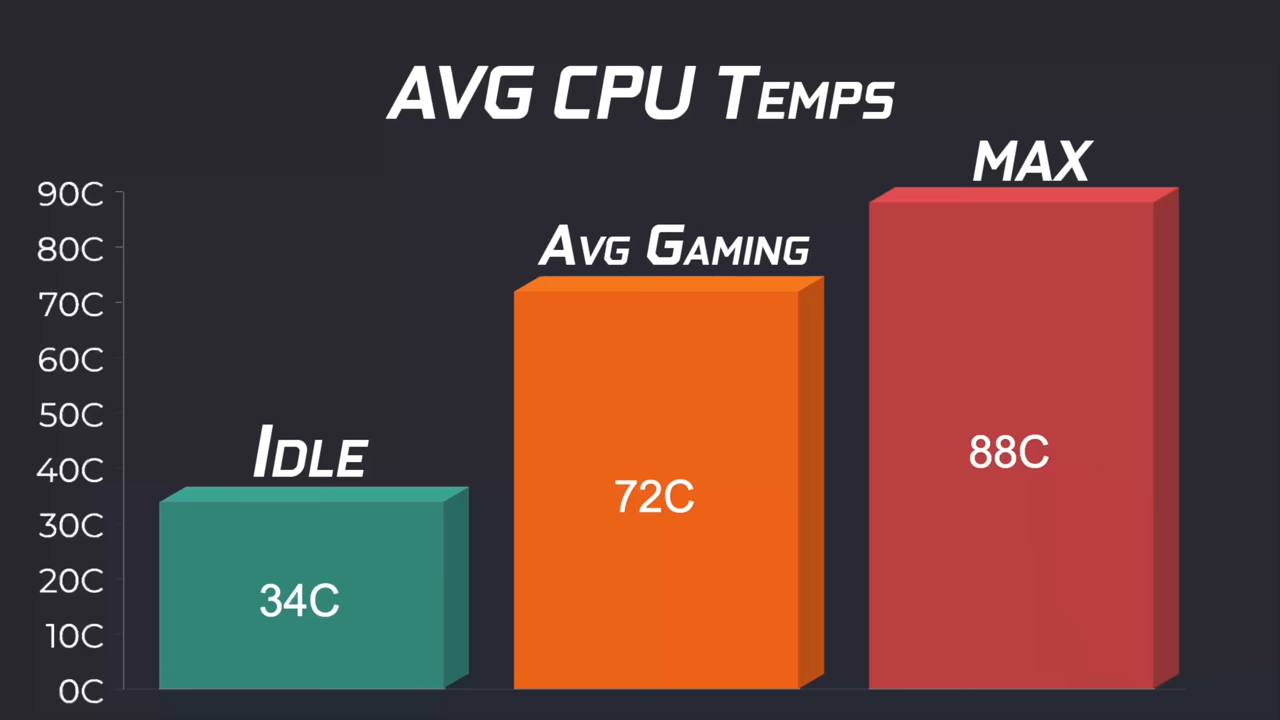 AVG CPU Temps
MAX
90C
Avg Gaming
80C
70C
60C
50C
Idle
40C
88C
72C
30C
34C
20C
10C
0C